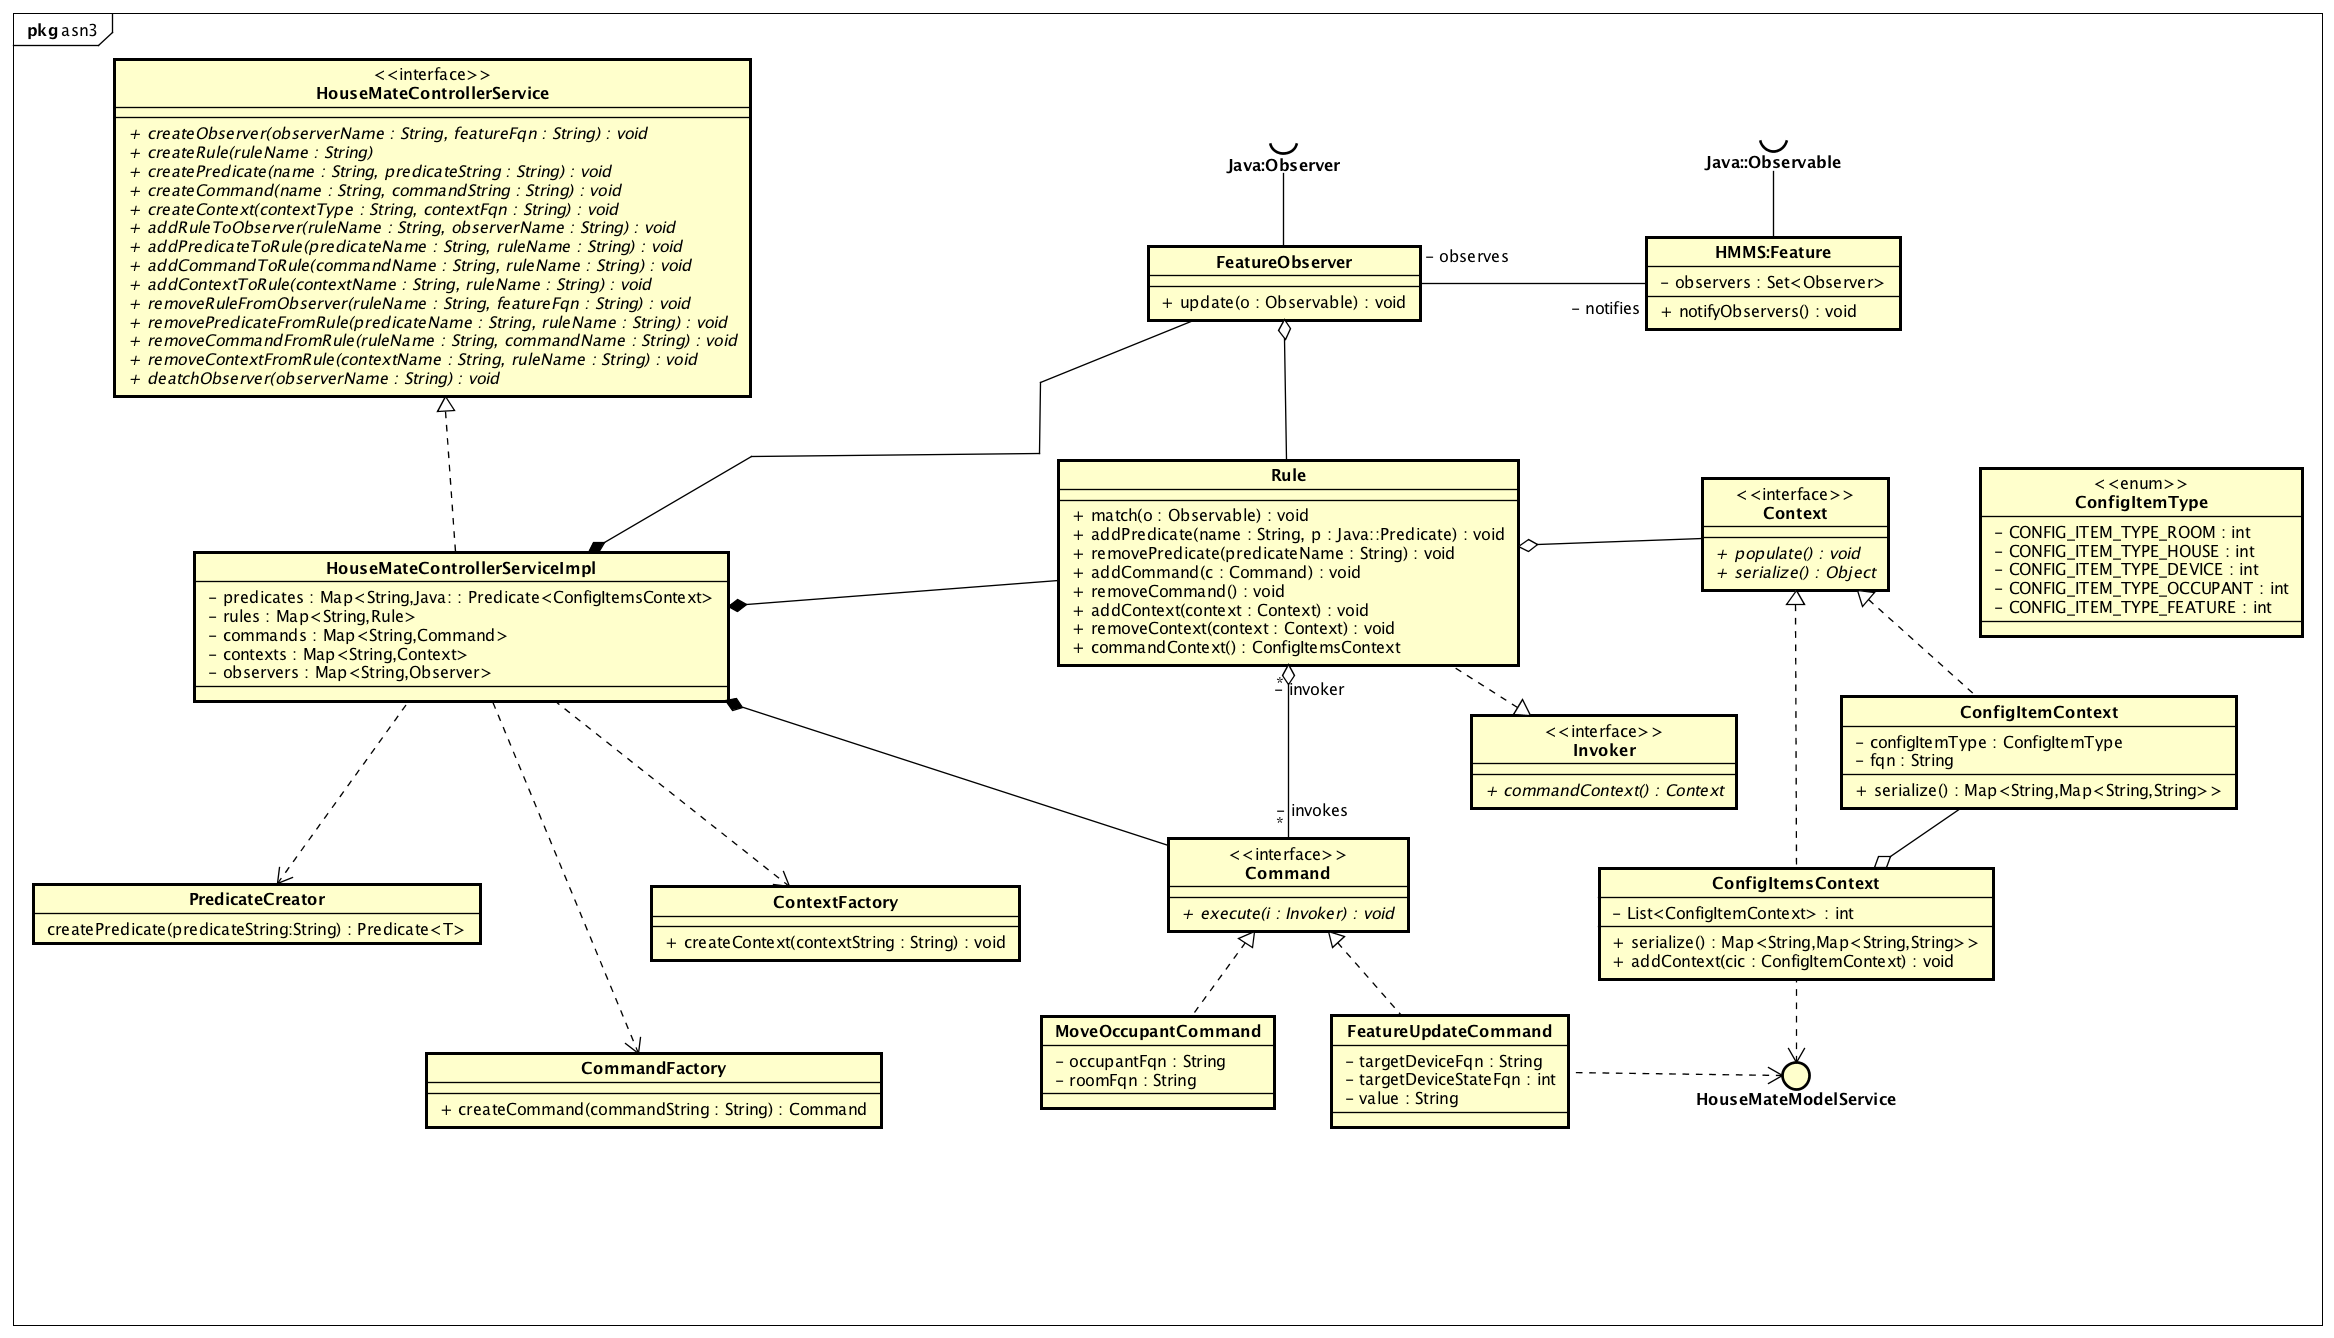 pkg asn3
<<interface>>
HouseMateControllerService
+ createObserver(observerName : String, featureFqn : String) : void
+ createRule(ruleName : String)
+ createPredicate(name : String, predicateString : String) : void
+ createCommand(name : String, commandString : String) : void
+ createContext(contextType : String, contextFqn : String) : void
+ addRuleToObserver(ruleName : String, observerName : String) : void
+ addPredicateToRule(predicateName : String, ruleName : String) : void
+ addCommandToRule(commandName : String, ruleName : String) : void
+ addContextToRule(contextName : String, ruleName : String) : void
+ removeRuleFromObserver(ruleName : String, featureFqn : String) : void
+ removePredicateFromRule(predicateName : String, ruleName : String) : void
+ removeCommandFromRule(ruleName : String, commandName : String) : void
+ removeContextFromRule(contextName : String, ruleName : String) : void
+ deatchObserver(observerName : String) : void
Java:Observer
Java::Observable
FeatureObserver
+ update(o : Observable) : void
- observes
- notifies
HMMS:Feature
- observers : Set<Observer>
+ notifyObservers() : void
HouseMateControllerServiceImpl
- predicates : Map<String,Java: : Predicate<ConfigItemsContext>
- rules : Map<String,Rule>
- commands : Map<String,Command>
- contexts : Map<String,Context>
- observers : Map<String,Observer>
Rule
+ match(o : Observable) : void
+ addPredicate(name : String, p : Java::Predicate) : void
+ removePredicate(predicateName : String) : void
+ addCommand(c : Command) : void
+ removeCommand() : void
+ addContext(context : Context) : void
+ removeContext(context : Context) : void
+ commandContext() : ConfigItemsContext
<<interface>>
Context
+ populate() : void
+ serialize() : Object
<<enum>>
ConfigItemType
- CONFIG_ITEM_TYPE_ROOM : int
- CONFIG_ITEM_TYPE_HOUSE : int
- CONFIG_ITEM_TYPE_DEVICE : int
- CONFIG_ITEM_TYPE_OCCUPANT : int
- CONFIG_ITEM_TYPE_FEATURE : int
*
- invoker
<<interface>>
Invoker
+ commandContext() : Context
ConfigItemContext
- configItemType : ConfigItemType
- fqn : String
+ serialize() : Map<String,Map<String,String>>
- invokes
*
<<interface>>
Command
+ execute(i : Invoker) : void
PredicateCreator
createPredicate(predicateString:String) : Predicate<T>
ContextFactory
+ createContext(contextString : String) : void
ConfigItemsContext
- List<ConfigItemContext> : int
+ serialize() : Map<String,Map<String,String>>
+ addContext(cic : ConfigItemContext) : void
CommandFactory
+ createCommand(commandString : String) : Command
MoveOccupantCommand
- occupantFqn : String
- roomFqn : String
FeatureUpdateCommand
- targetDeviceFqn : String
- targetDeviceStateFqn : int
- value : String
HouseMateModelService